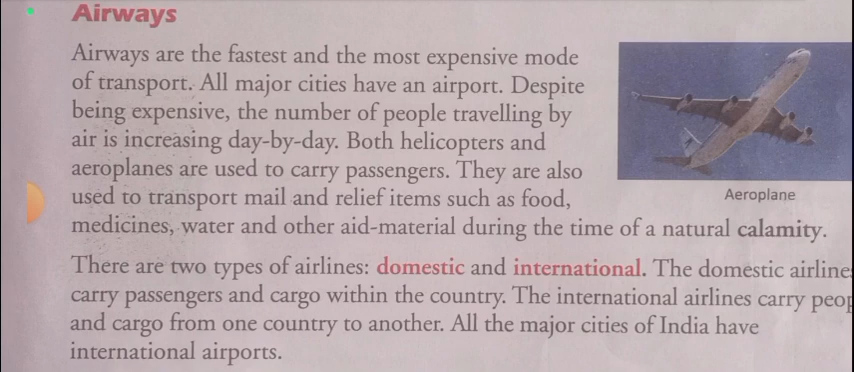 Airways
Airways are the fastest and the most expensive mode
of transport. All major cities have an airport. Despite
being expensive, the number of people travelling by
air is increasing day-by-day. Both helicopters and
aeroplanes are used to carry passengers. They are also
used to transport mail and relief items such as food,
Aeroplane
medicines, water and other aid-material during the time of a natural calamity.
There are two types of airlines: domestic and international. The domestic airline
carry passengers and cargo within the country. The international airlines carry
and cargo from one country to another. All the major cities of India have
international airports.